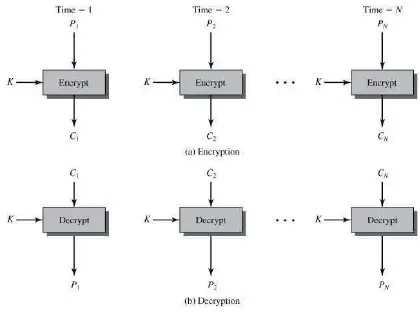 Time = 1 Time = 2 Time = N
P1 P2 PN
K Encrypt K Encrypt ... K Encrypt
C1 C2 CN
(a) Encryption
C1 C2 CN
K Decrypt K Decrypt ... K Decrypt
P1 P2 PN
(b) Decryption